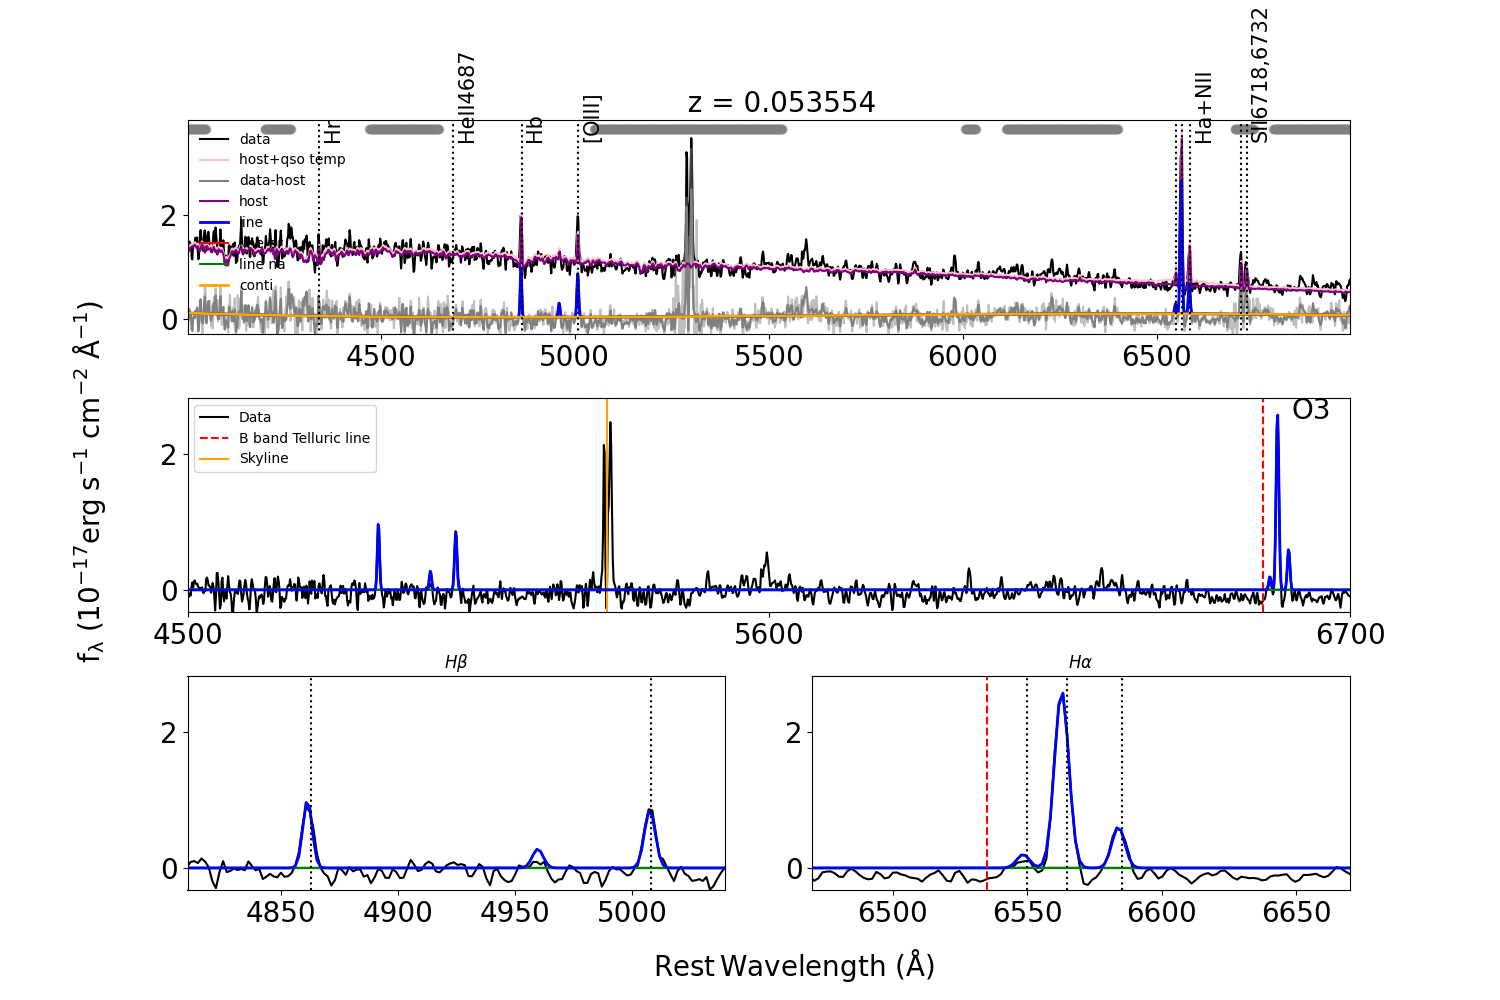 z = 0.053554
Hr
HeII4687
Hb
[OIII]
Ha+NII
SII6718,6732
data
host+qso temp
data-host
host
line
line na
conti
2
0
4500
5000
5500
6000
6500
f_λ (10^−17 erg s^−1 cm^−2 Å^−1)
Data
B band Telluric line
Skyline
O3
2
0
4500
5600
6700
Hβ
2
0
4850
4900
4950
5000
Hα
2
0
6500
6550
6600
6650
Rest Wavelength (Å)